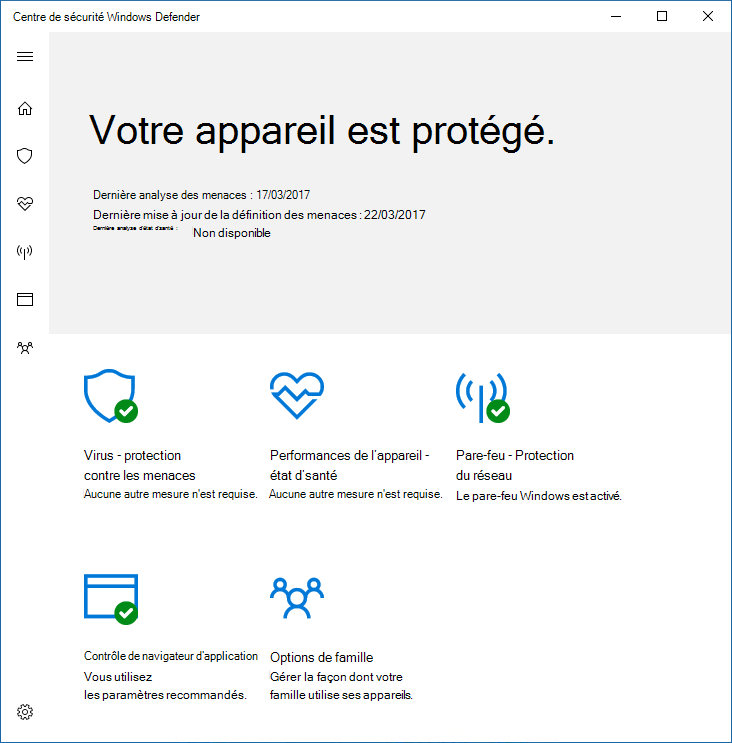 Centre de sécurité Windows Defender
Votre appareil est protégé.
Dernière analyse des menaces : 17/03/2017
Dernière mise à jour de la définition des menaces : 22/03/2017
Dernière analyse d'état d'santé : Non disponible
Virus - protection
contre les menaces
Aucune autre mesure n'est requise.
Performances de l'appareil -
état d'santé
Aucune autre mesure n'est requise.
Pare-feu - Protection
du réseau
Le pare-feu Windows est activé.
Contrôle de navigateur d'application
Vous utilisez
les paramètres recommandés.
Options de famille
Gérer la façon dont votre
famille utilise ses appareils.